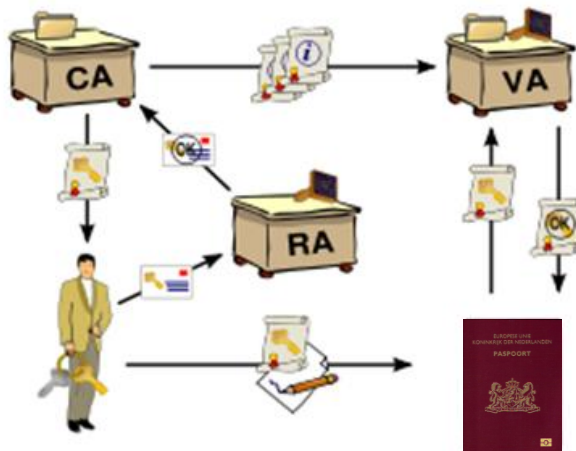 CA
i
VA
OK
RA
OK
EUROPESE UNIE
KONINKRIJK DER NEDERLANDEN
PASPOORT